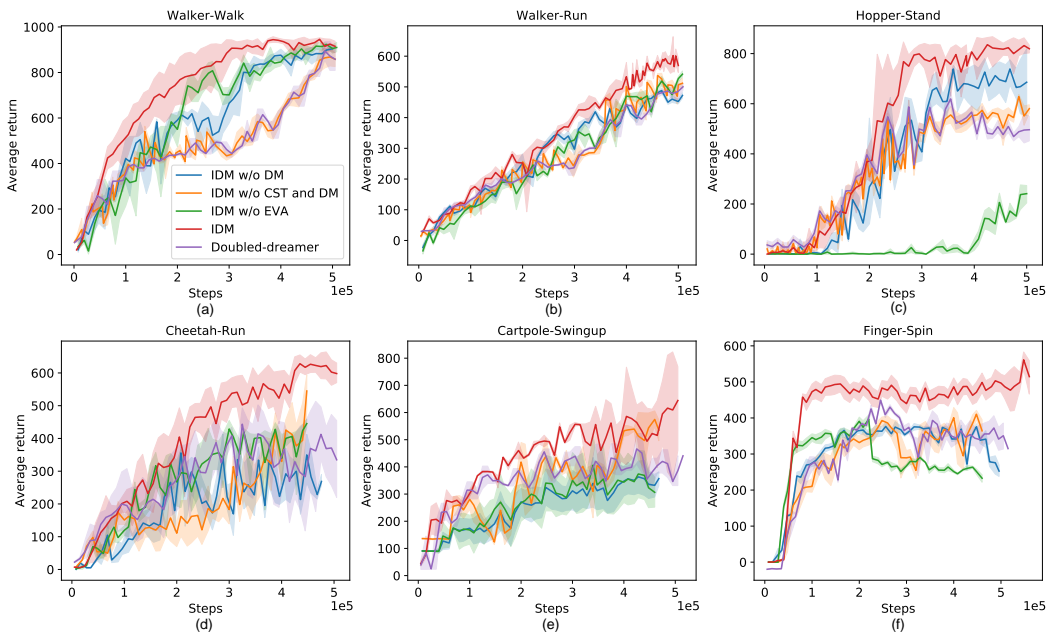 Walker-Walk
1000
800
600
400
200
0
Average return
IDM w/o DM
IDM w/o CST and DM
IDM w/o EVA
IDM
Doubled-dreamer
0 1 2 3 4 5
Steps
1e5
(a)
Walker-Run
600
500
400
300
200
100
0
Average return
0 1 2 3 4 5
Steps
1e5
(b)
Hopper-Stand
800
600
400
200
0
Average return
0 1 2 3 4 5
Steps
1e5
(c)
Cheetah-Run
600
500
400
300
200
100
0
Average return
0 1 2 3 4 5
Steps
1e5
(d)
Cartpole-Swingup
800
700
600
500
400
300
200
100
0
Average return
0 1 2 3 4 5
Steps
1e5
(e)
Finger-Spin
600
500
400
300
200
100
0
Average return
0 1 2 3 4 5
Steps
1e5
(f)